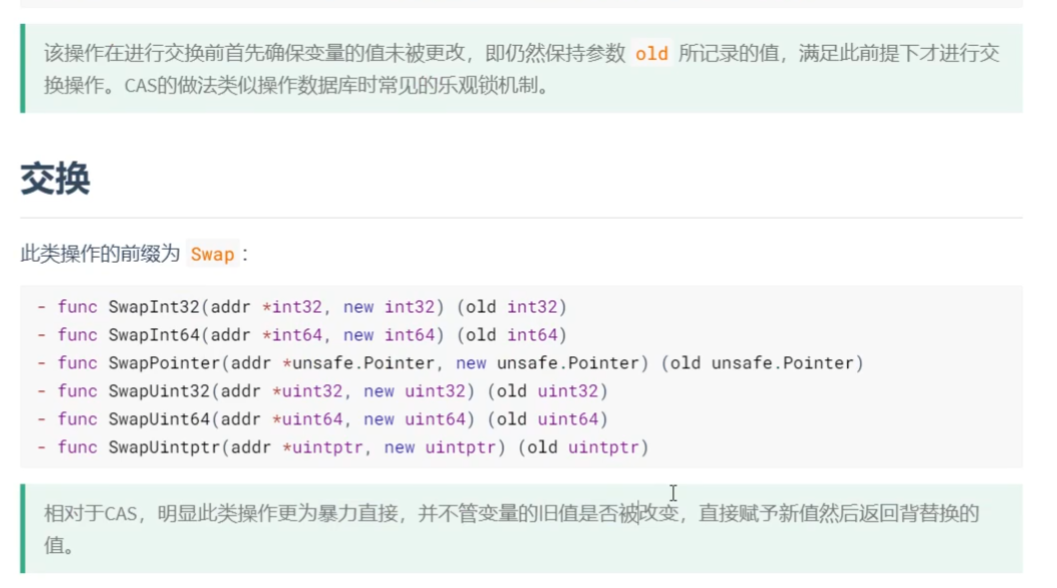 该操作在进行交换前首先确保变量的值未被更改，即仍然保持参数 old 所记录的值，满足此前提下才进行交
换操作。CAS的做法类似操作数据库时常见的乐观锁机制。
交换
此类操作的前缀为 Swap：
- func SwapInt32(addr *int32, new int32) (old int32)
- func SwapInt64(addr *int64, new int64) (old int64)
- func SwapPointer(addr *unsafe.Pointer, new unsafe.Pointer) (old unsafe.Pointer)
- func SwapUint32(addr *uint32, new uint32) (old uint32)
- func SwapUint64(addr *uint64, new uint64) (old uint64)
- func SwapUintptr(addr *uintptr, new uintptr) (old uintptr)
相对于CAS，明显此类操作更为暴力直接，并不管变量的旧值是否被改变，直接赋予新值然后返回背替换的
值。